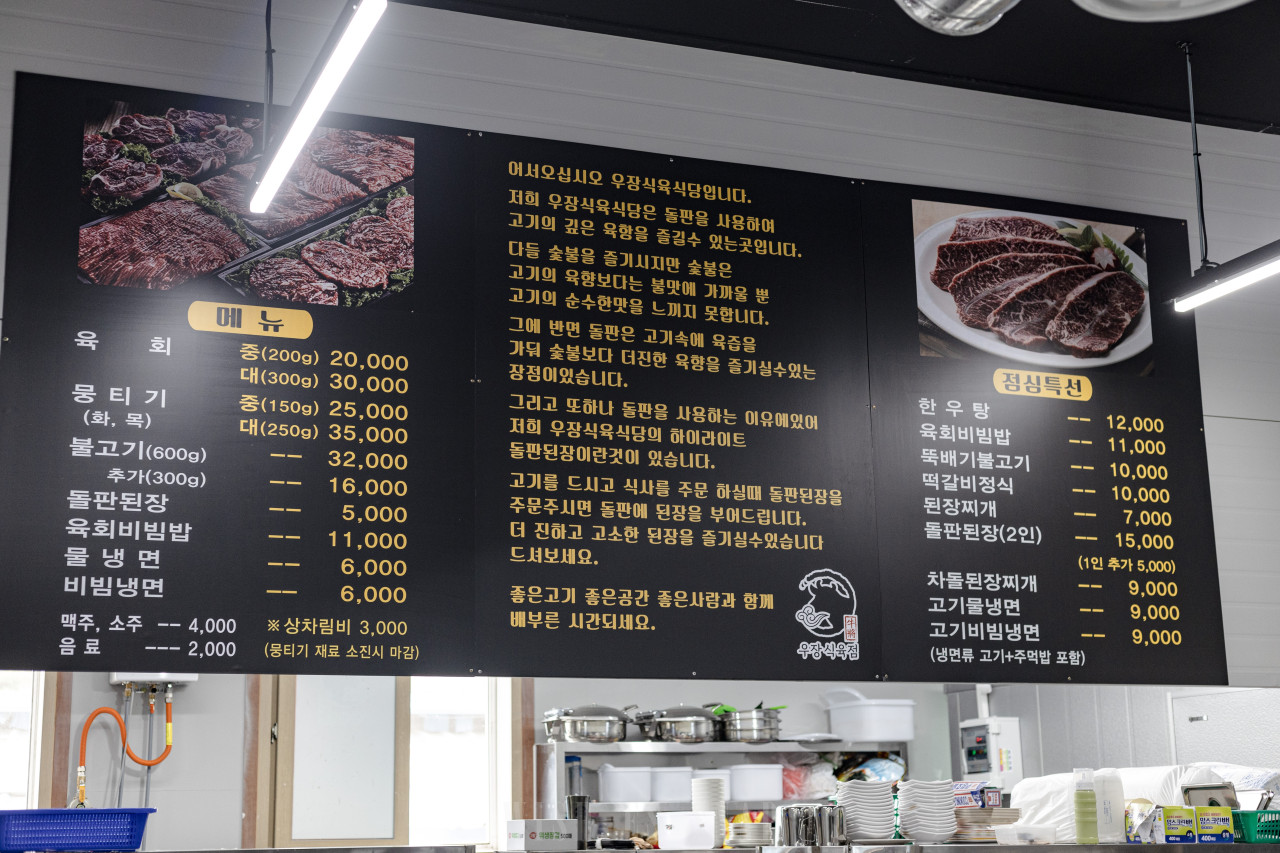 메 뉴
육 회 중(200g) 20,000
대(300g) 30,000
뭉 티 기 중(150g) 25,000
(화, 목) 대(250g) 35,000
불고기(600g) -- 32,000
추가(300g) -- 16,000
돌판된장 -- 5,000
육회비빔밥 -- 11,000
물 냉 면 -- 6,000
비빔냉면 -- 6,000
맥주, 소주 -- 4,000
음 료 --- 2,000
※상차림비 3,000
(뭉티기 재료 소진시 마감)
어서오십시오 우장식육식당입니다.
저희 우장식육식당은 돌판을 사용하여
고기의 깊은 육향을 즐길수 있는곳입니다.
다들 숯불을 즐기시지만 숯불은
고기의 육향보다는 불맛에 가까울 뿐
고기의 순수한맛을 느끼지 못합니다.
그에 반면 돌판은 고기속에 육즙을
가둬 숯불보다 더진한 육향을 즐기실수있는
장점이있습니다.
그리고 또하나 돌판을 사용하는 이유에있어
저희 우장식육식당의 하이라이트
돌판된장이란것이 있습니다.
고기를 드시고 식사를 주문 하실때 돌판된장을
주문주시면 돌판에 된장을 부어드립니다.
더 진하고 고소한 된장을 즐기실수있습니다
드셔보세요.
좋은고기 좋은공간 좋은사람과 함께
배부른 시간되세요.
우장식육점
점심특선
한 우 탕 -- 12,000
육회비빔밥 -- 11,000
뚝배기불고기 -- 10,000
떡갈비정식 -- 10,000
된장찌개 -- 7,000
돌판된장(2인) -- 15,000
(1인 추가 5,000)
차돌된장찌개 -- 9,000
고기물냉면 -- 9,000
고기비빔냉면 -- 9,000
(냉면류 고기+주먹밥 포함)